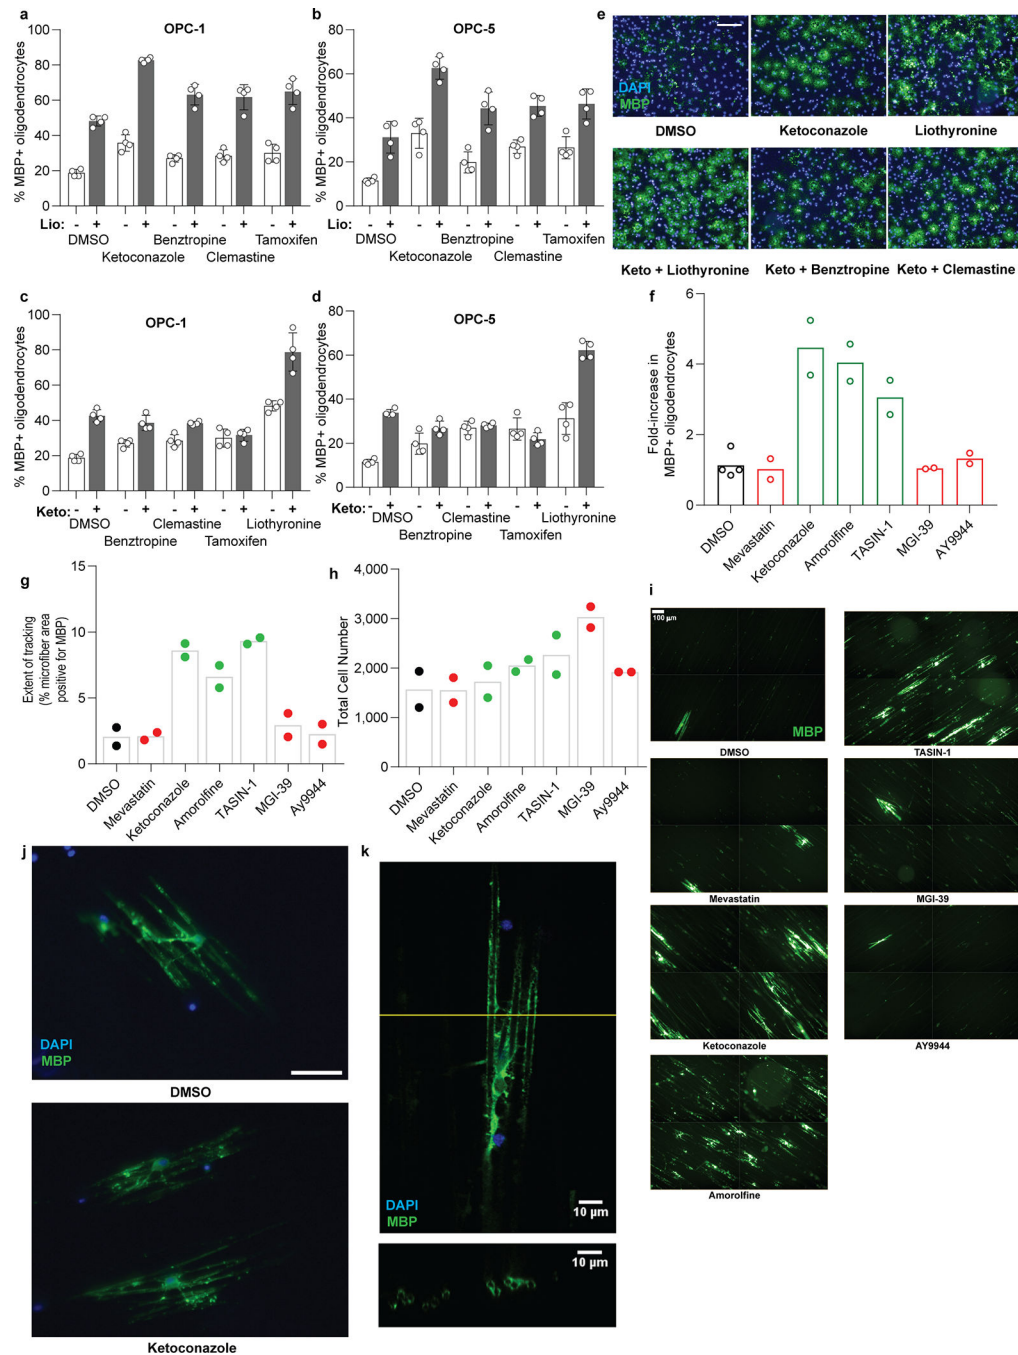 a
OPC-1
% MBP+ oligodendrocytes
100
80
60
40
20
0
Lio: - + - + - + - + - +
DMSO Benztropine Tamoxifen
Ketoconazole Clemastine
b
OPC-5
% MBP+ oligodendrocytes
80
60
40
20
0
Lio: - + - + - + - + - +
DMSO Benztropine Tamoxifen
Ketoconazole Clemastine
e
DAPI
MBP
DMSO Ketoconazole Liothyronine
Keto + Liothyronine Keto + Benztropine Keto + Clemastine
c
OPC-1
% MBP+ oligodendrocytes
100
80
60
40
20
0
Keto: - + - + - + - + - +
DMSO Clemastine Liothyronine
Benztropine Tamoxifen
d
OPC-5
% MBP+ oligodendrocytes
80
60
40
20
0
Keto: - + - + - + - + - +
DMSO Clemastine Liothyronine
Benztropine Tamoxifen
f
Fold-increase in
MBP+ oligodendrocytes
6
4
2
0
DMSO
Mevastatin
Ketoconazole
Amorolfine
TASIN-1
MGI-39
AY9944
g
Extent of tracking
(% microfiber area
positive for MBP)
15
10
5
0
DMSO
Mevastatin
Ketoconazole
Amorolfine
TASIN-1
MGI-39
Ay9944
h
Total Cell Number
4,000
3,000
2,000
1,000
0
DMSO
Mevastatin
Ketoconazole
Amorolfine
TASIN-1
MGI-39
Ay9944
i
100 µm
MBP
DMSO
TASIN-1
Mevastatin
MGI-39
Ketoconazole
AY9944
Amorolfine
j
DAPI
MBP
DMSO
Ketoconazole
k
DAPI
MBP
10 µm
10 µm